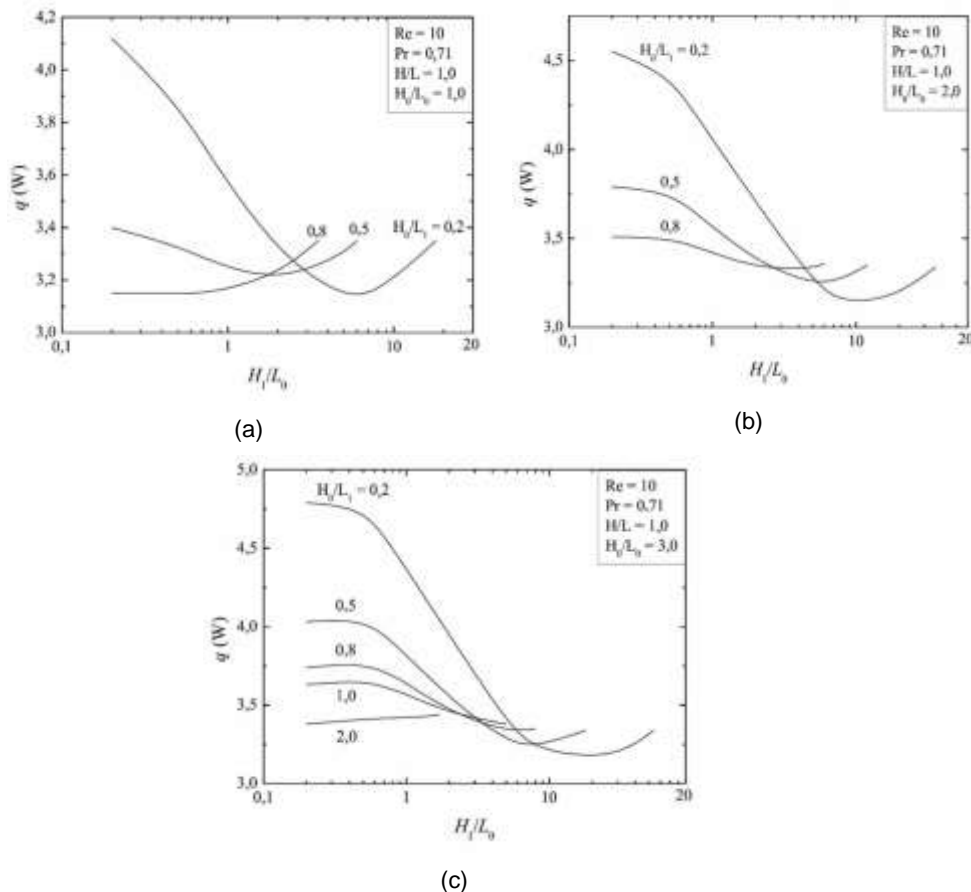 4,2
4,0
3,8
3,6
3,4
3,2
3,0
q (W)
Re = 10
Pr = 0,71
H/L = 1,0
H₀/L₀ = 1,0
0,8
0,5
H₀/L₁ = 0,2
0,1
1
10
20
H₁/L₀
(a)
4,5
4,0
3,5
3,0
q (W)
H₀/L₁ = 0,2
Re = 10
Pr = 0,71
H/L = 1,0
H₀/L₀ = 2,0
0,5
0,8
0,1
1
10
20
H₁/L₀
(b)
5,0
4,5
4,0
3,5
3,0
q (W)
H₀/L₁ = 0,2
Re = 10
Pr = 0,71
H/L = 1,0
H₀/L₀ = 3,0
0,5
0,8
1,0
2,0
0,1
1
10
20
H₁/L₀
(c)